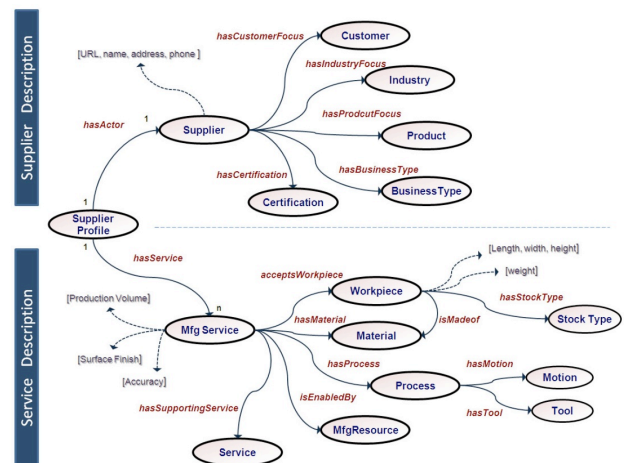 Supplier Description
hasCustomerFocus
Customer
[URL, name, address, phone ]
hasIndustryFocus
Industry
hasActor
1
Supplier
hasProdcutFocus
Product
hasCertification
hasBusinessType
BusinessType
Certification
1
Supplier
Profile
1
Service Description
hasService
[Length, width, height]
[weight]
acceptsWorkpiece
Workpiece
hasStockType
Stock Type
[Production Volume]
n
Mfg Service
hasMaterial
isMadeof
Material
[Surface Finish]
[Accuracy]
hasProcess
Process
hasMotion
Motion
hasTool
Tool
hasSupportingService
isEnabledBy
MfgResource
Service